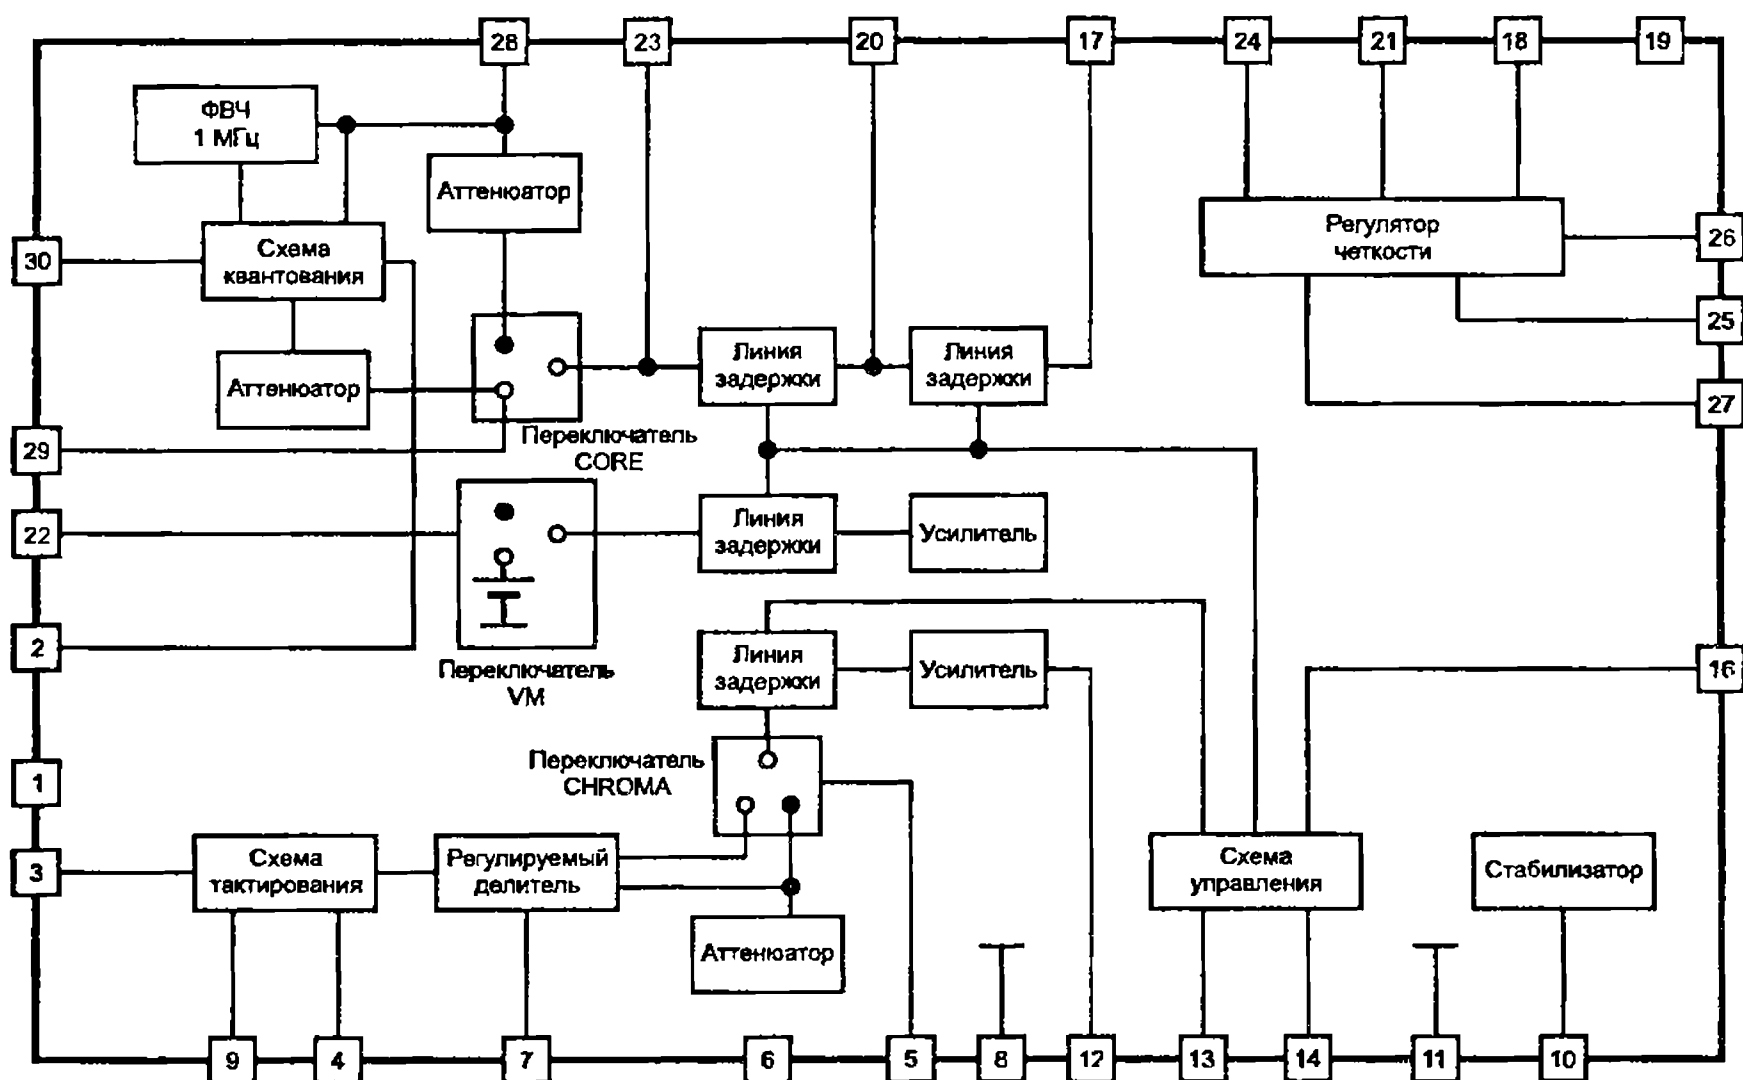 28
23
20
17
24
21
18
19
ФВЧ
1 МГц
Аттенюатор
30
Схема
квантования
Регулятор
четкости
26
25
27
Аттенюатор
Линия
задержки
Линия
задержки
29
Переключатель
CORE
22
Линия
задержки
Усилитель
2
Переключатель
VM
Линия
задержки
Усилитель
16
1
Переключатель
CHROMA
3
Схема
тактирования
Регулируемый
делитель
Схема
управления
Стабилизатор
Аттенюатор
9
4
7
6
5
8
12
13
14
11
10